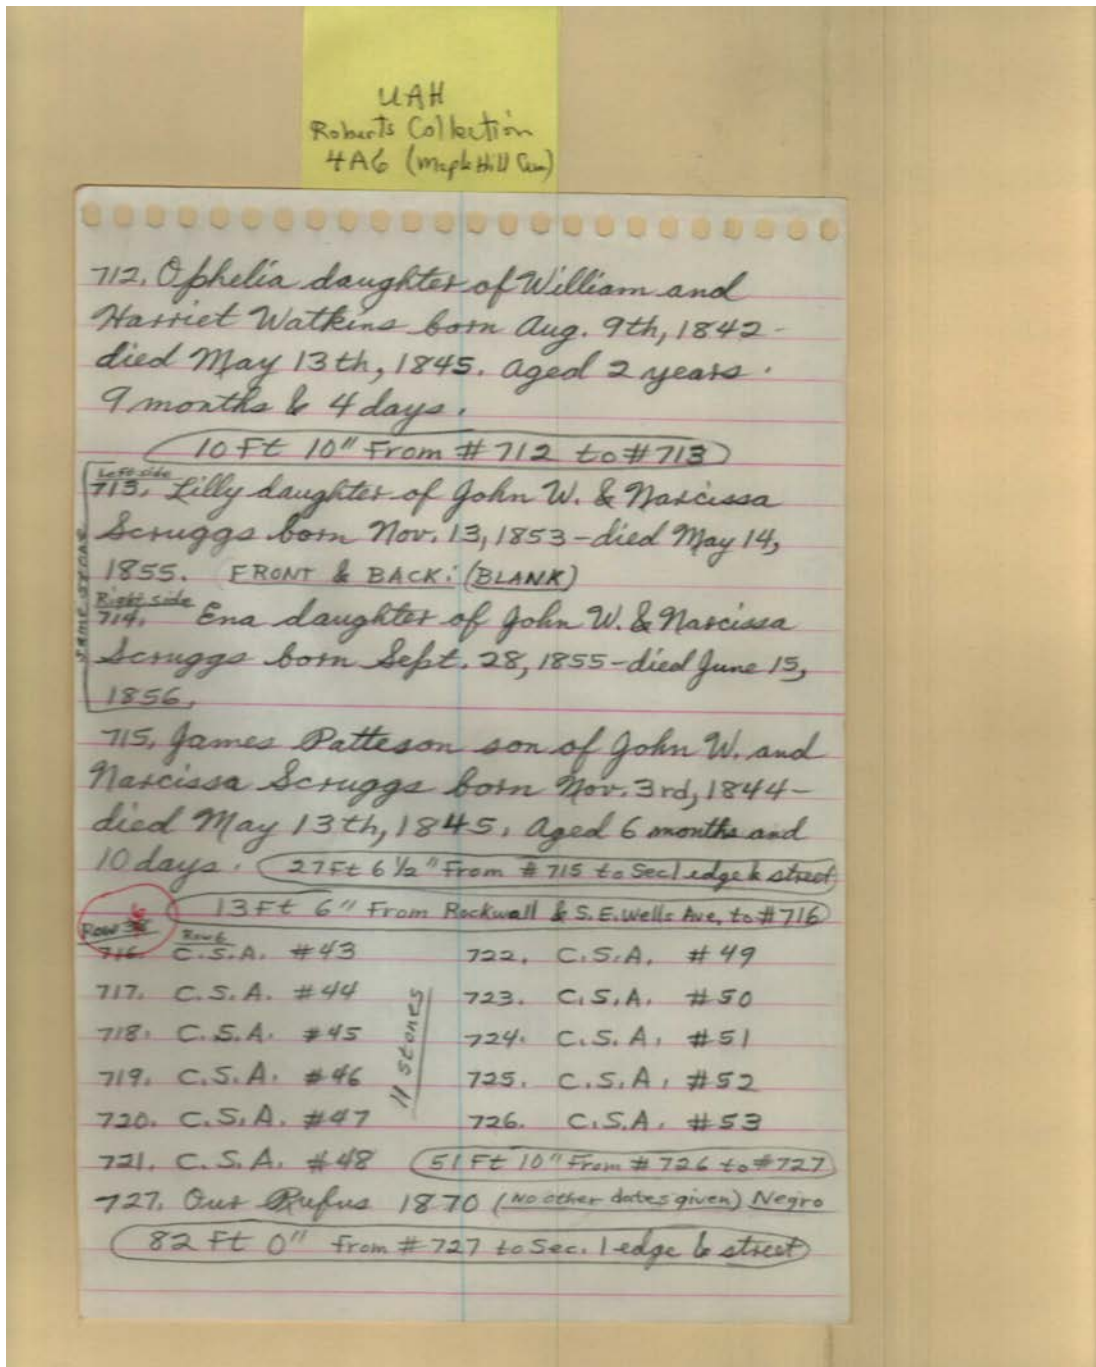 UAH
Roberts Collection
4A6 (Maple Hill Cem)
712. Ophelia daughter of William and
Harriet Watkins born Aug. 9th, 1842-
died May 13th, 1845. Aged 2 years.
9 months & 4 days.
10 Ft 10" From #712 to #713
Left side
713. Lilly daughter of John W. & Narcissa
Scruggs born Nov. 13, 1853-died May 14,
1855. FRONT & BACK: (BLANK)
SAME STONE
Right side
714. Ena daughter of John W. & Narcissa
Scruggs born Sept. 28, 1855-died June 15,
1856.
715. James Patteson son of John W. and
Narcissa Scruggs born Nov. 3rd, 1844-
died May 13th, 1845. Aged 6 months and
10 days. 27Ft 6 1/2" From #715 to Sec 1 edge & street
13 Ft 6" From Rockwall & S.E. Wells Ave. to #716
Row 36
Row 6
716. C.S.A. #43 722. C.S.A. #49
717. C.S.A. #44 723. C.S.A. #50
718. C.S.A. #45 724. C.S.A. #51
11 stones
719. C.S.A. #46 725. C.S.A. #52
720. C.S.A. #47 726. C.S.A. #53
721. C.S.A. #48 51 Ft 10" From #726 to #727
727. Our Rufus 1870 (No other dates given) Negro
82 Ft 0" From #727 to Sec. 1 edge & street